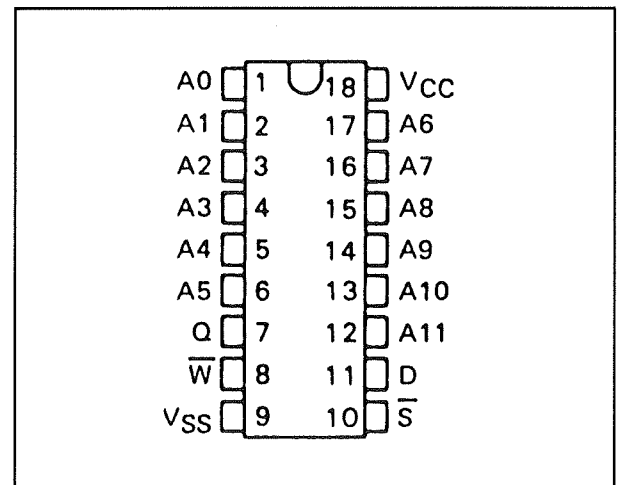 A0 1 18 VCC
A1 2 17 A6
A2 3 16 A7
A3 4 15 A8
A4 5 14 A9
A5 6 13 A10
Q 7 12 A11
W̅ 8 11 D
VSS 9 10 S̅